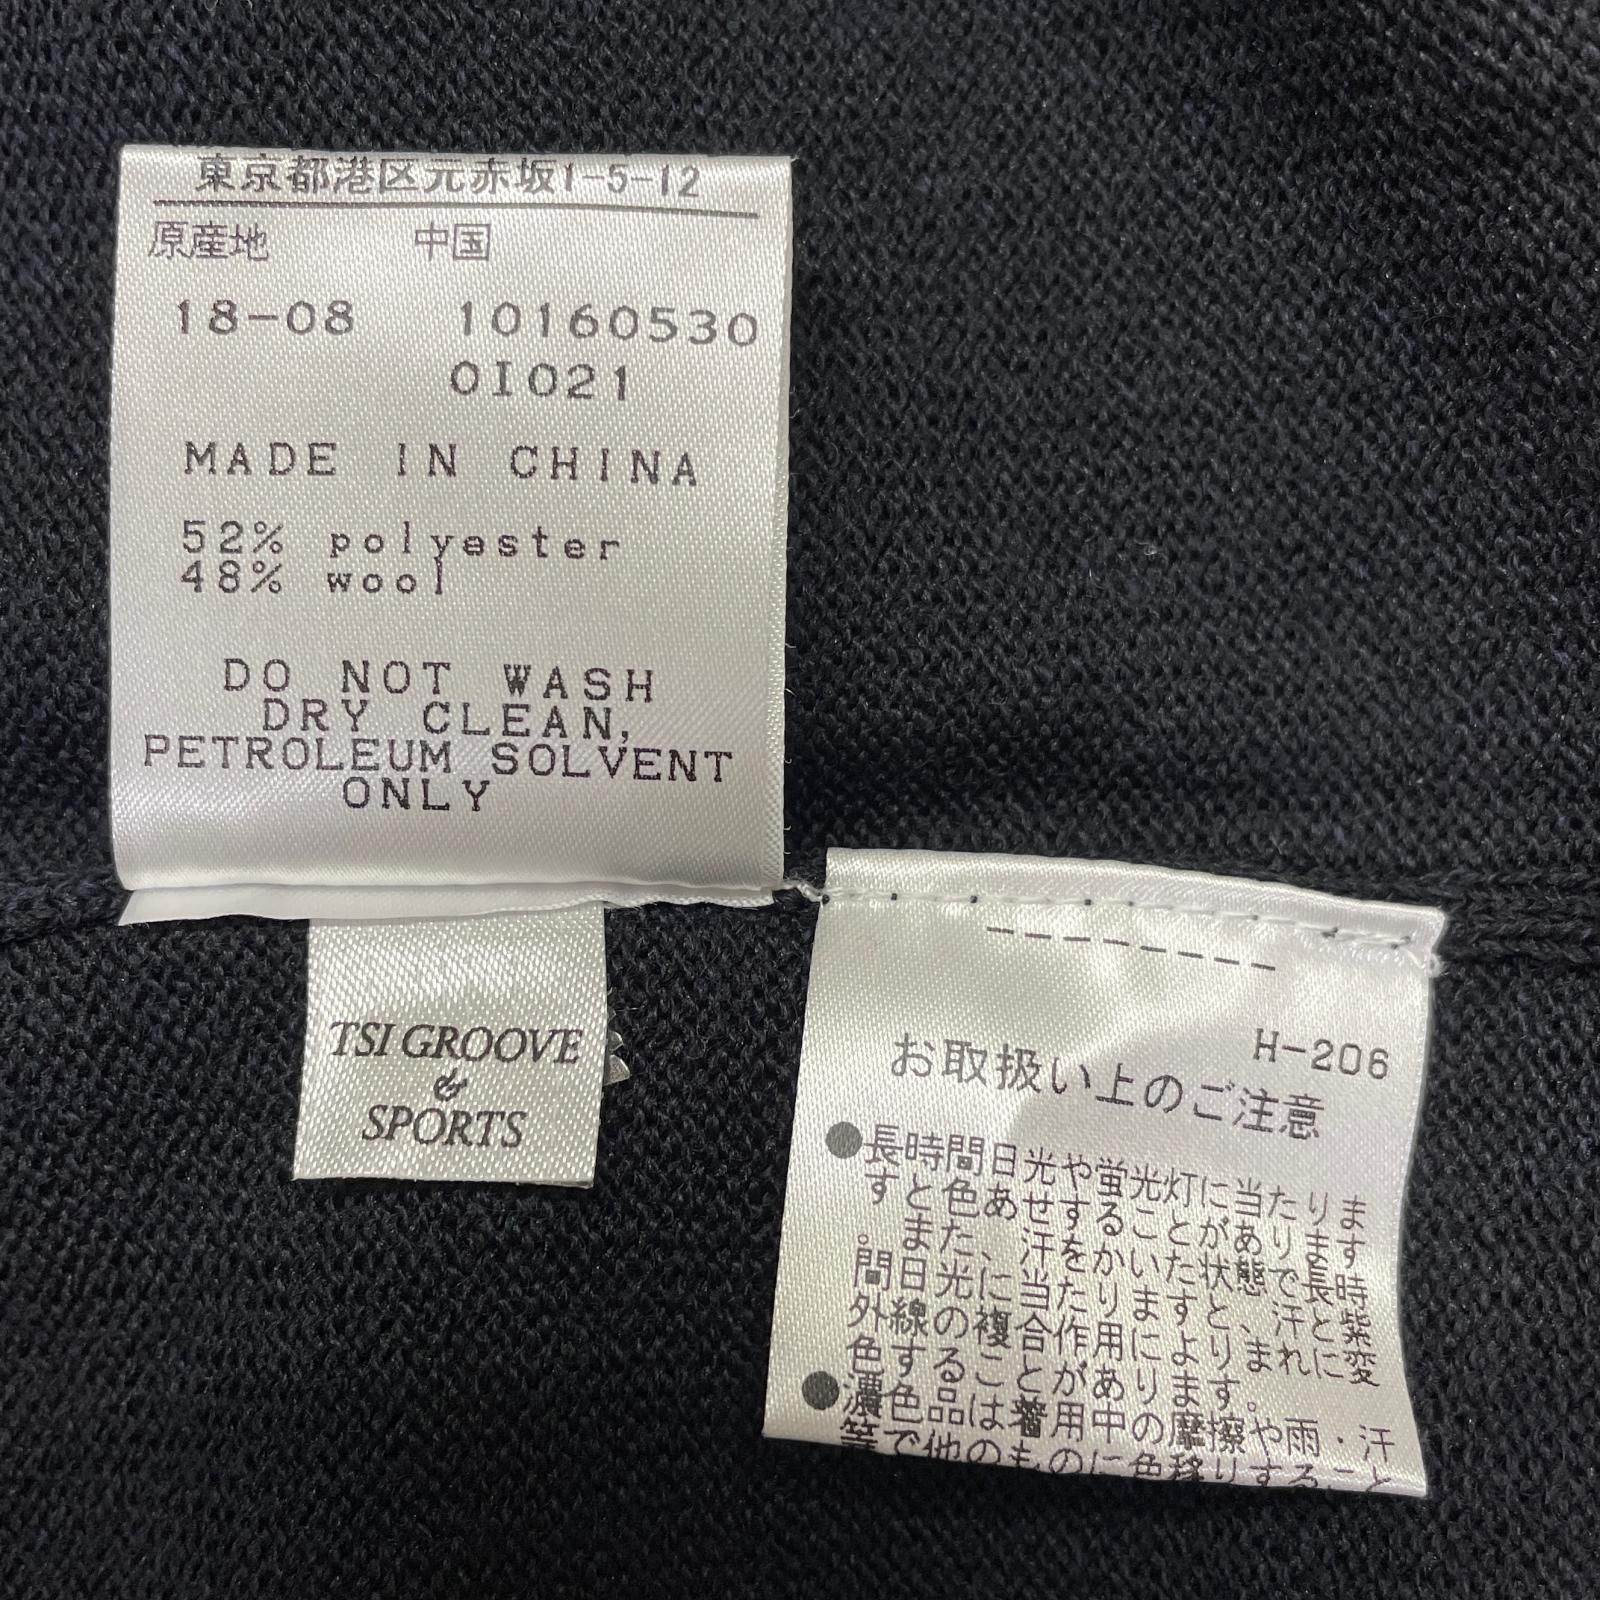 東京都港区元赤坂1-5-12
原産地 中国
18-08 10160530
01021
MADE IN CHINA
52% polyester
48% wool
DO NOT WASH
DRY CLEAN,
PETROLEUM SOLVENT
ONLY
TSI GROOVE
&
SPORTS
H-206
お取扱い上のご注意
●長時間日光や蛍光灯に当たりま
すと色あせすることがあります
。また、汗をかいた状態で長時
間日光に当たりますと、汗と紫
外線の複合作用により、まれに変
色することがあります。
●濃色品は着用中の摩擦や雨・汗
等で他のものに色移りすること